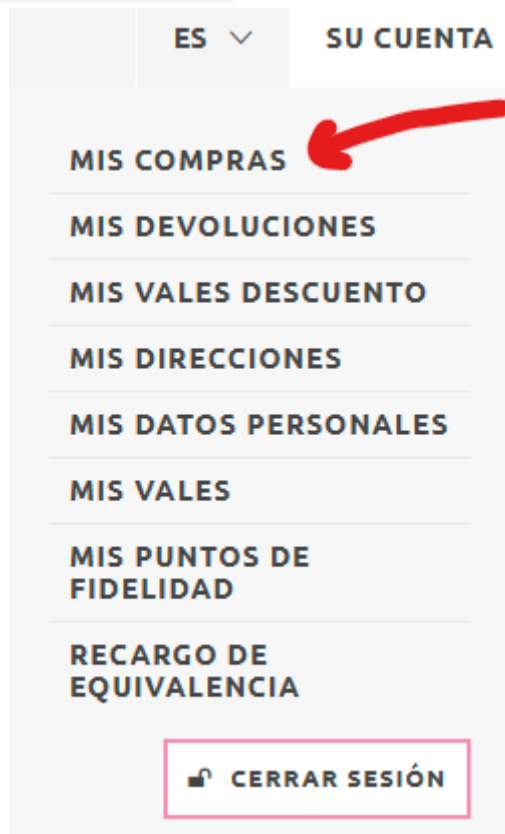 ES
SU CUENTA
MIS COMPRAS
MIS DEVOLUCIONES
MIS VALES DESCUENTO
MIS DIRECCIONES
MIS DATOS PERSONALES
MIS VALES
MIS PUNTOS DE
FIDELIDAD
RECARGO DE
EQUIVALENCIA
CERRAR SESIÓN